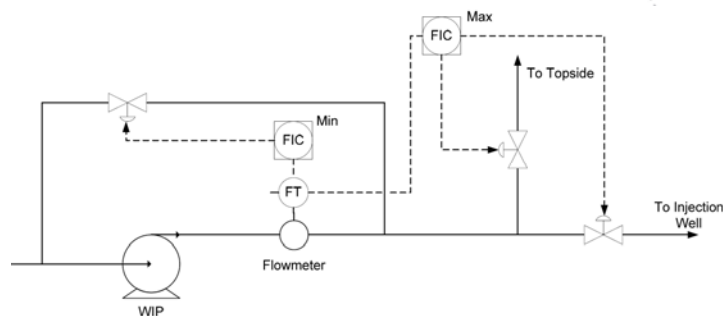 Max
FIC
To Topside
Min
FIC
FT
To Injection
Well
Flowmeter
WIP